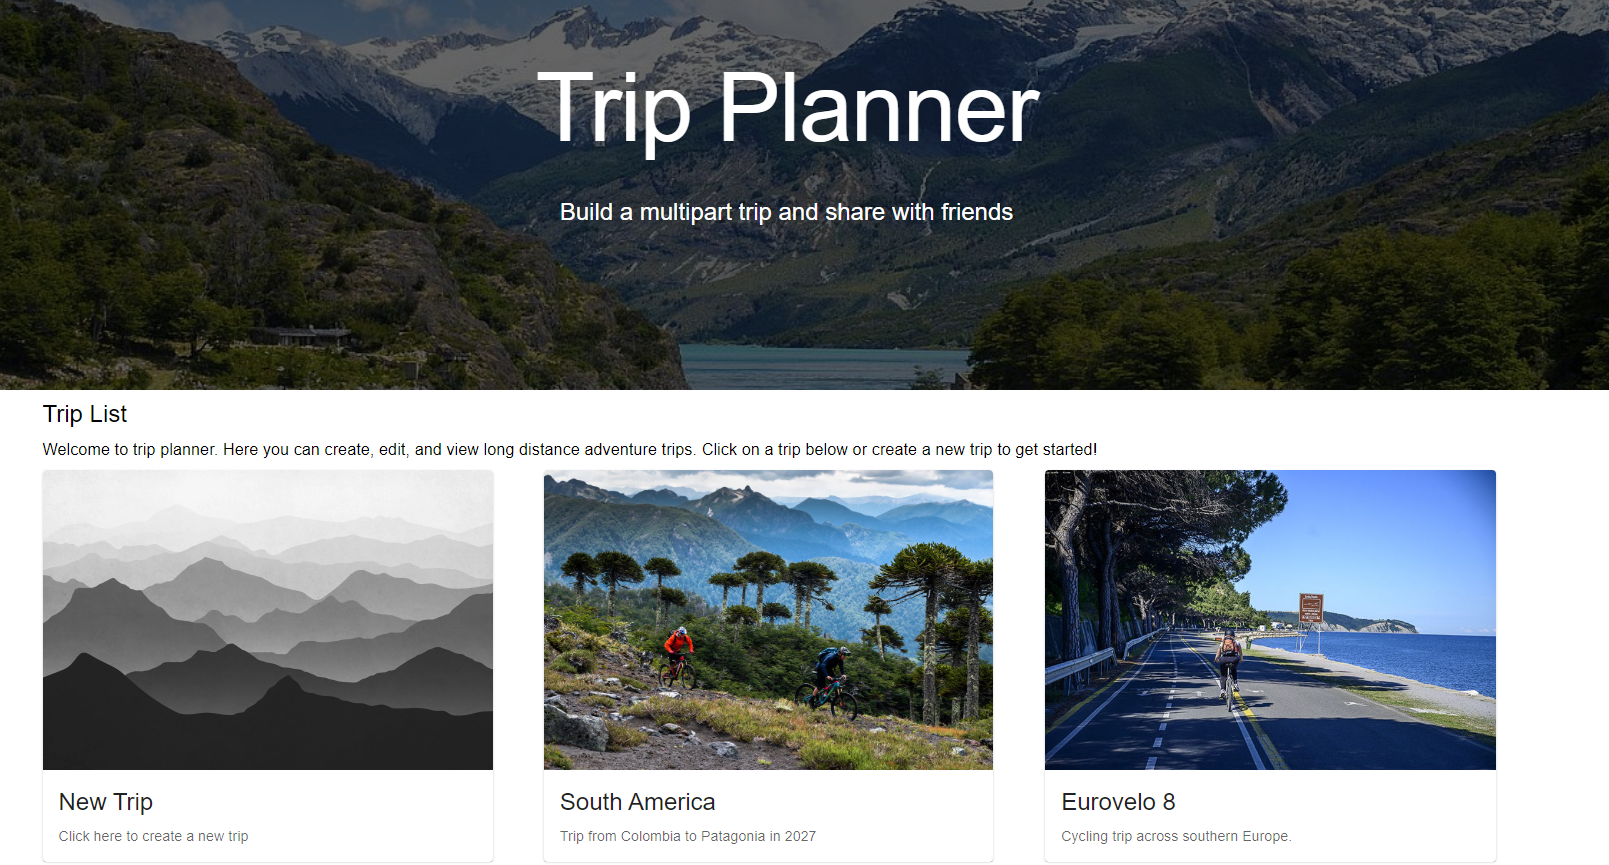 Trip Planner
Build a multipart trip and share with friends
Trip List
Welcome to trip planner. Here you can create, edit, and view long distance adventure trips. Click on a trip below or create a new trip to get started!
New Trip
Click here to create a new trip
South America
Trip from Colombia to Patagonia in 2027
Eurovelo 8
Cycling trip across southern Europe.